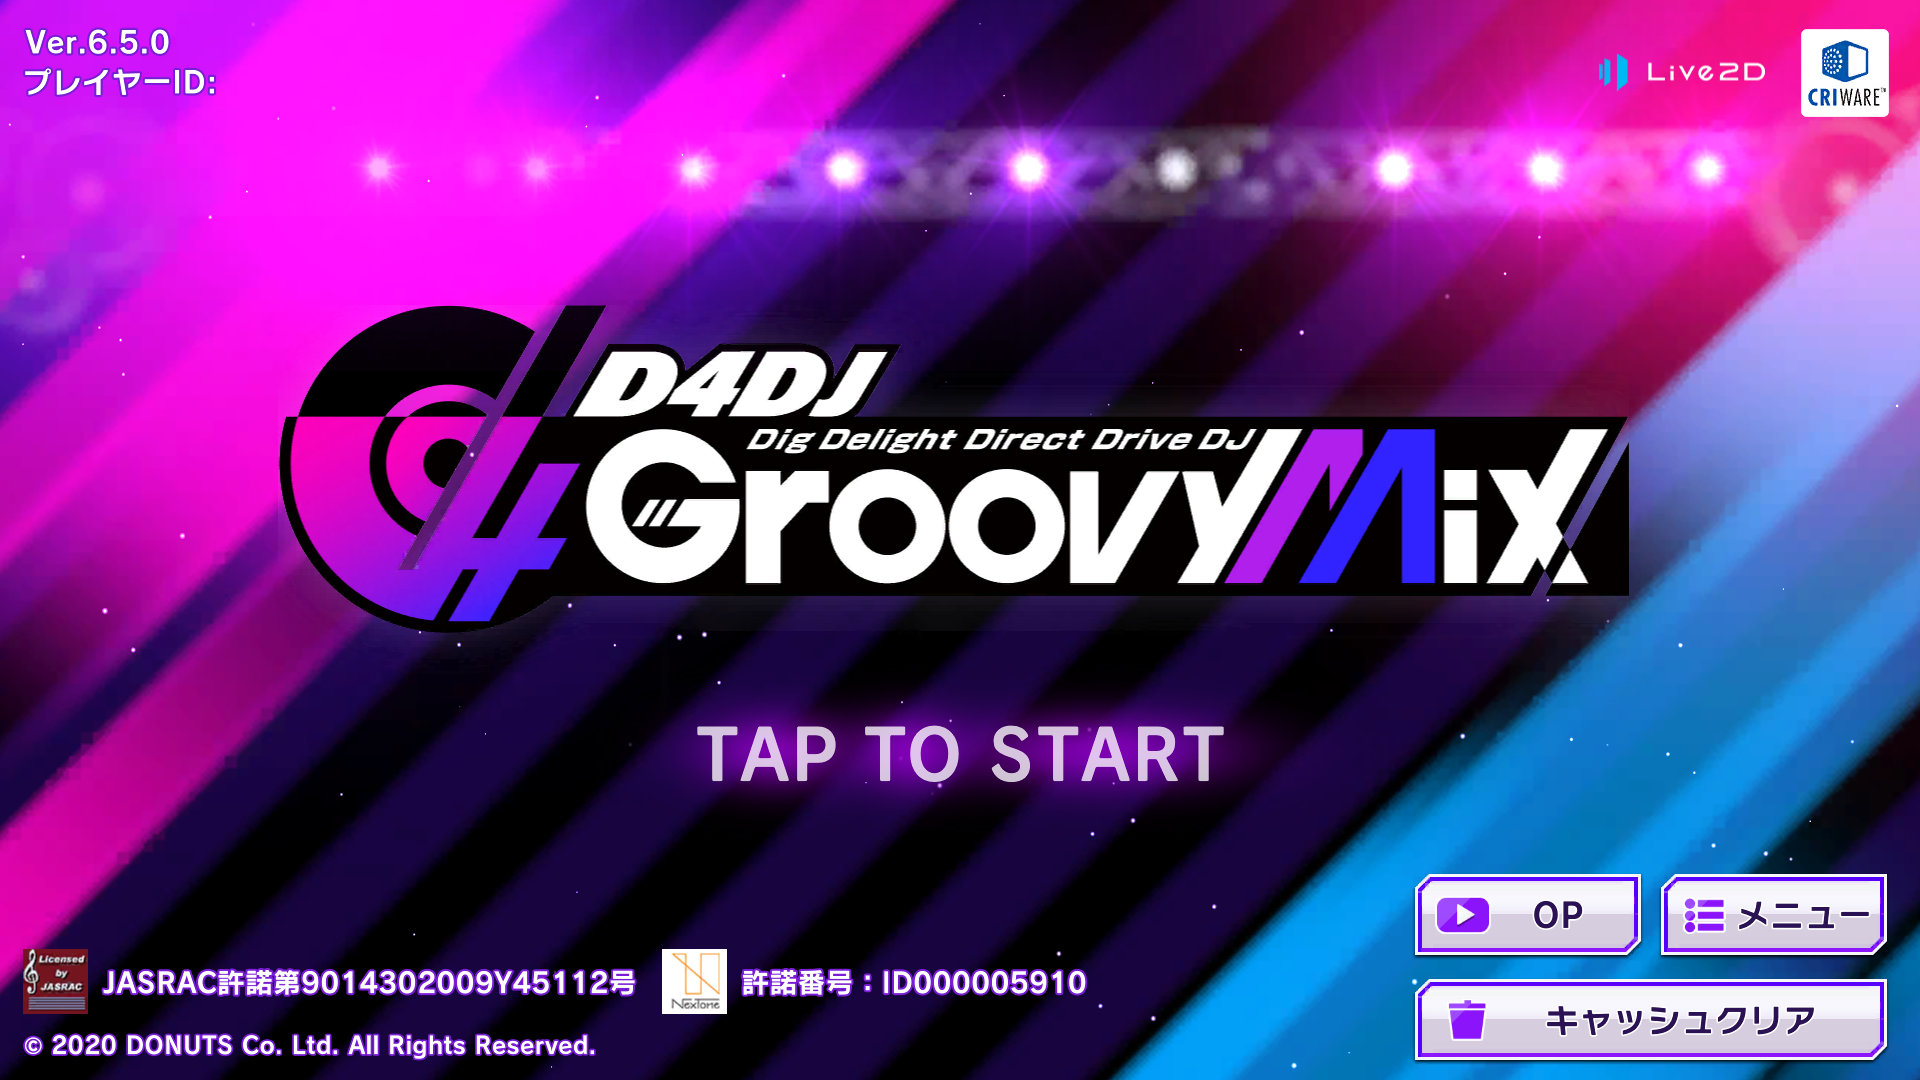 Ver.6.5.0
プレイヤーID:
Live2D
CRIWARE™
D4DJ
Dig Delight Direct Drive DJ
GroovyMix
TAP TO START
OP
メニュー
キャッシュクリア
Licensed
by
JASRAC
JASRAC許諾第9014302009Y45112号
NexTone
許諾番号：ID000005910
© 2020 DONUTS Co. Ltd. All Rights Reserved.